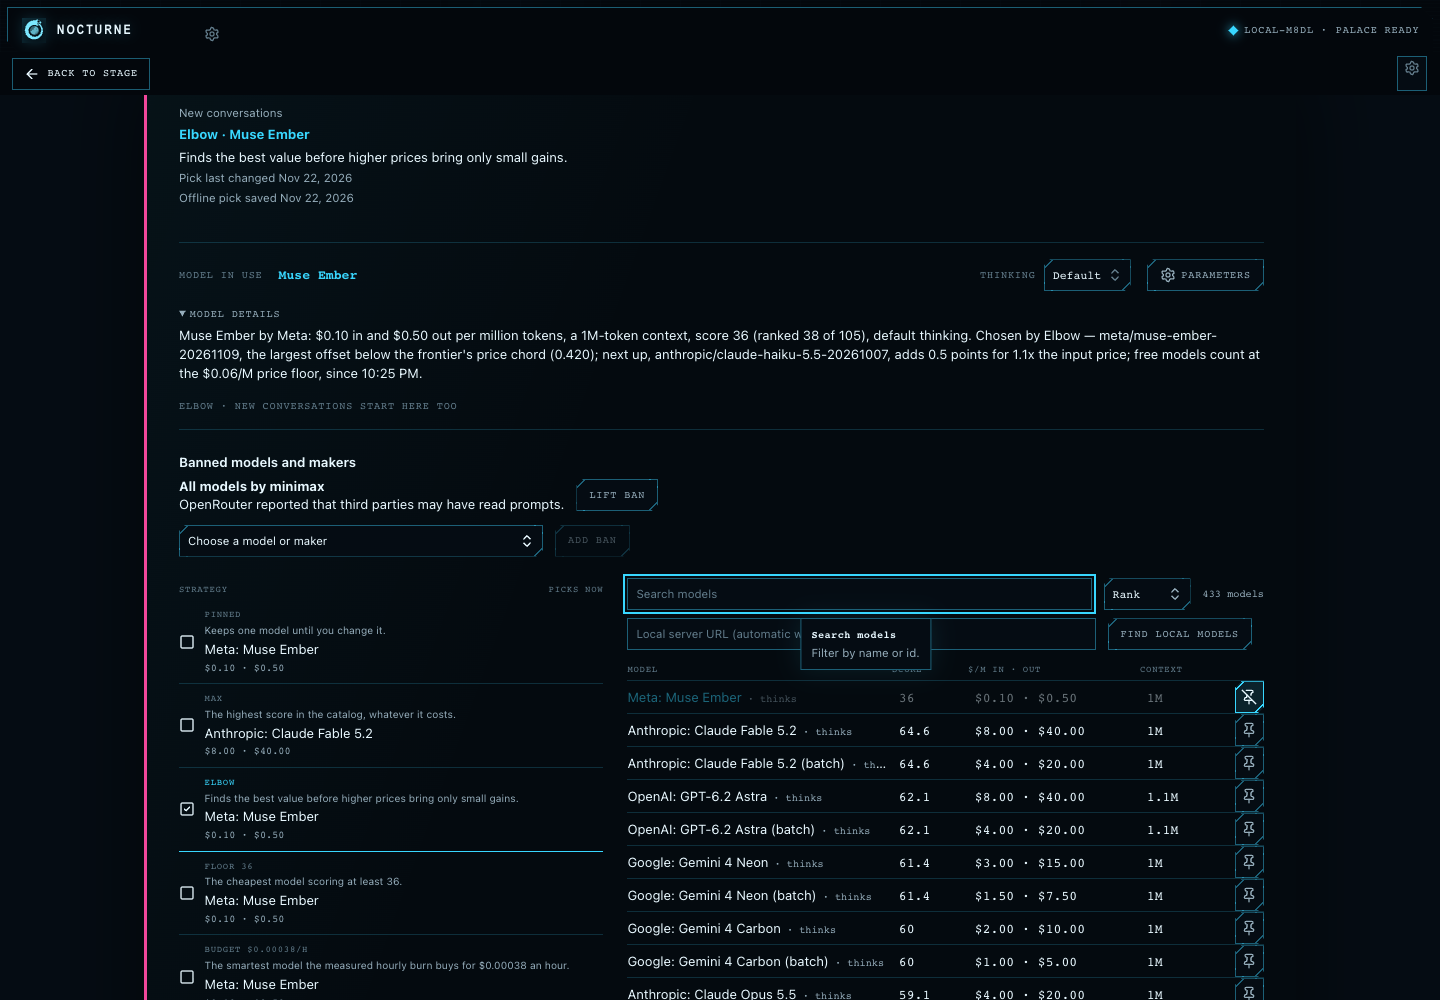 NOCTURNE
LOCAL-M8DL · PALACE READY
BACK TO STAGE
New conversations
Elbow · Muse Ember
Finds the best value before higher prices bring only small gains.
Pick last changed Nov 22, 2026
Offline pick saved Nov 22, 2026
MODEL IN USE Muse Ember
THINKING Default PARAMETERS
▼ MODEL DETAILS
Muse Ember by Meta: $0.10 in and $0.50 out per million tokens, a 1M-token context, score 36 (ranked 38 of 105), default thinking. Chosen by Elbow — meta/muse-ember-
20261109, the largest offset below the frontier's price chord (0.420); next up, anthropic/claude-haiku-5.5-20261007, adds 0.5 points for 1.1x the input price; free models count at
the $0.06/M price floor, since 10:25 PM.
ELBOW · NEW CONVERSATIONS START HERE TOO
Banned models and makers
All models by minimax
OpenRouter reported that third parties may have read prompts.
LIFT BAN
Choose a model or maker
ADD BAN
STRATEGY PICKS NOW
PINNED
Keeps one model until you change it.
Meta: Muse Ember
$0.10 · $0.50
MAX
The highest score in the catalog, whatever it costs.
Anthropic: Claude Fable 5.2
$8.00 · $40.00
ELBOW
Finds the best value before higher prices bring only small gains.
Meta: Muse Ember
$0.10 · $0.50
FLOOR 36
The cheapest model scoring at least 36.
Meta: Muse Ember
$0.10 · $0.50
BUDGET $0.00038/H
The smartest model the measured hourly burn buys for $0.00038 an hour.
Meta: Muse Ember
Search models
Rank
433 models
Local server URL (automatic
FIND LOCAL MODELS
Search models
Filter by name or id.
MODEL $/M IN · OUT CONTEXT
Meta: Muse Ember · thinks 36 $0.10 · $0.50 1M
Anthropic: Claude Fable 5.2 · thinks 64.6 $8.00 · $40.00 1M
Anthropic: Claude Fable 5.2 (batch) · th… 64.6 $4.00 · $20.00 1M
OpenAI: GPT-6.2 Astra · thinks 62.1 $8.00 · $40.00 1.1M
OpenAI: GPT-6.2 Astra (batch) · thinks 62.1 $4.00 · $20.00 1.1M
Google: Gemini 4 Neon · thinks 61.4 $3.00 · $15.00 1M
Google: Gemini 4 Neon (batch) · thinks 61.4 $1.50 · $7.50 1M
Google: Gemini 4 Carbon · thinks 60 $2.00 · $10.00 1M
Google: Gemini 4 Carbon (batch) · thinks 60 $1.00 · $5.00 1M
Anthropic: Claude Opus 5.5 · thinks 59.1 $4.00 · $20.00 1M